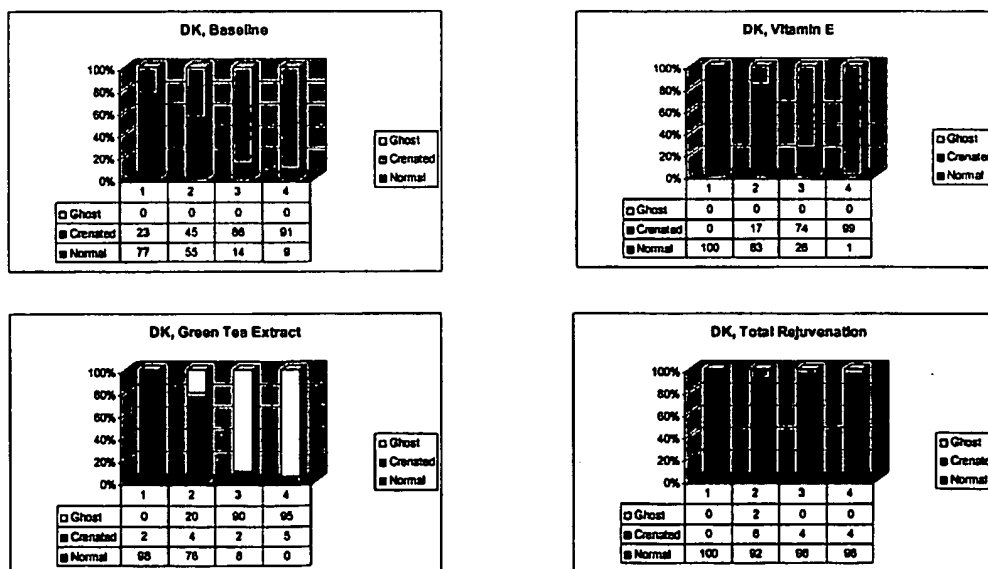 DK, Baseline
100%
80%
60%
40%
20%
0%
1 2 3 4
Ghost 0 0 0 0
Crenated 23 45 86 91
Normal 77 55 14 9
Ghost
Crenated
Normal
DK, Vitamin E
100%
80%
60%
40%
20%
0%
1 2 3 4
Ghost 0 0 0 0
Crenated 0 17 74 99
Normal 100 83 26 1
Ghost
Crenated
Normal
DK, Green Tea Extract
100%
80%
60%
40%
20%
0%
1 2 3 4
Ghost 0 20 90 95
Crenated 2 4 2 5
Normal 98 76 8 0
Ghost
Crenated
Normal
DK, Total Rejuvenation
100%
80%
60%
40%
20%
0%
1 2 3 4
Ghost 0 2 0 0
Crenated 0 6 4 4
Normal 100 92 96 96
Ghost
Crenate
Normal